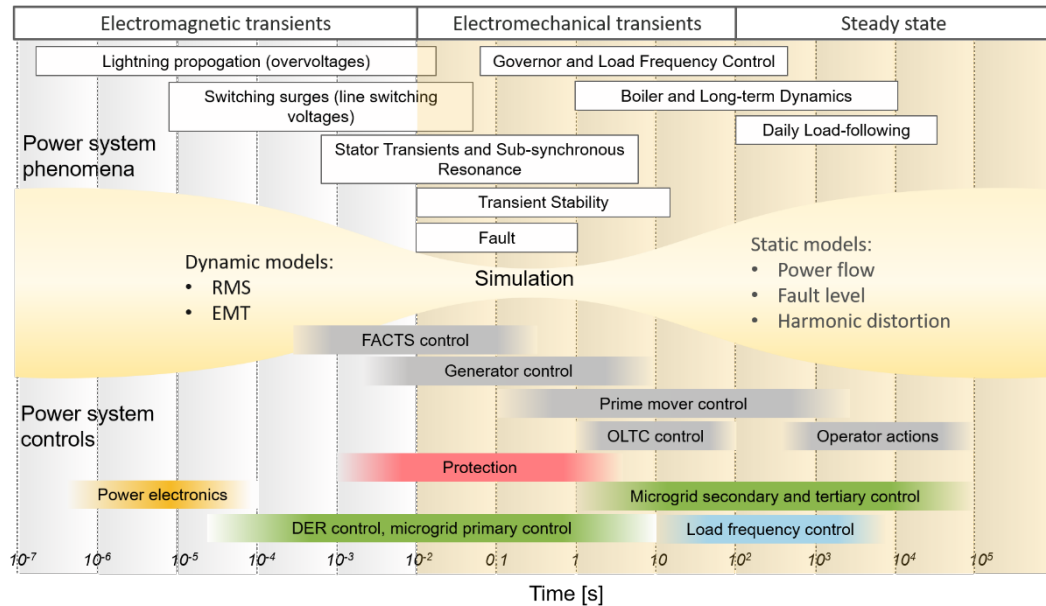 Electromagnetic transients
Electromechanical transients
Steady state
Lightning propogation (overvoltages)
Governor and Load Frequency Control
Switching surges (line switching
voltages)
Boiler and Long-term Dynamics
Daily Load-following
Power system
phenomena
Stator Transients and Sub-synchronous
Resonance
Transient Stability
Fault
Simulation
Dynamic models:
• RMS
• EMT
Static models:
• Power flow
• Fault level
• Harmonic distortion
FACTS control
Generator control
Prime mover control
Power system
controls
OLTC control
Operator actions
Protection
Power electronics
Microgrid secondary and tertiary control
DER control, microgrid primary control
Load frequency control
10⁻⁷ 10⁻⁶ 10⁻⁵ 10⁻⁴ 10⁻³ 10⁻² 0·1 1 10 10² 10³ 10⁴ 10⁵
Time [s]